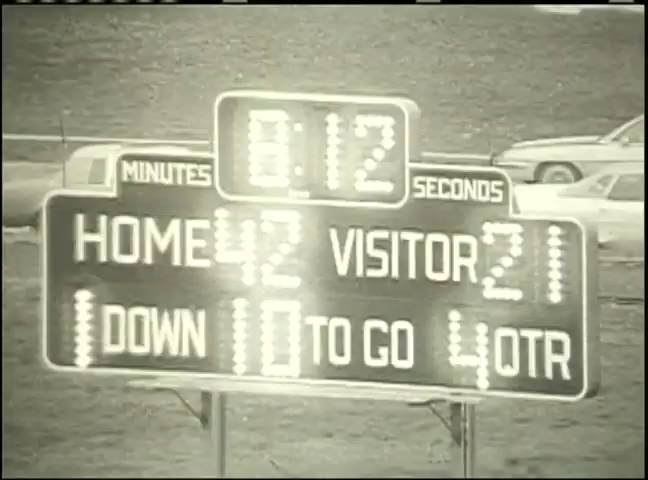 8:12
MINUTES SECONDS
HOME 42 VISITOR 21
1 DOWN 10 TO GO 4 QTR